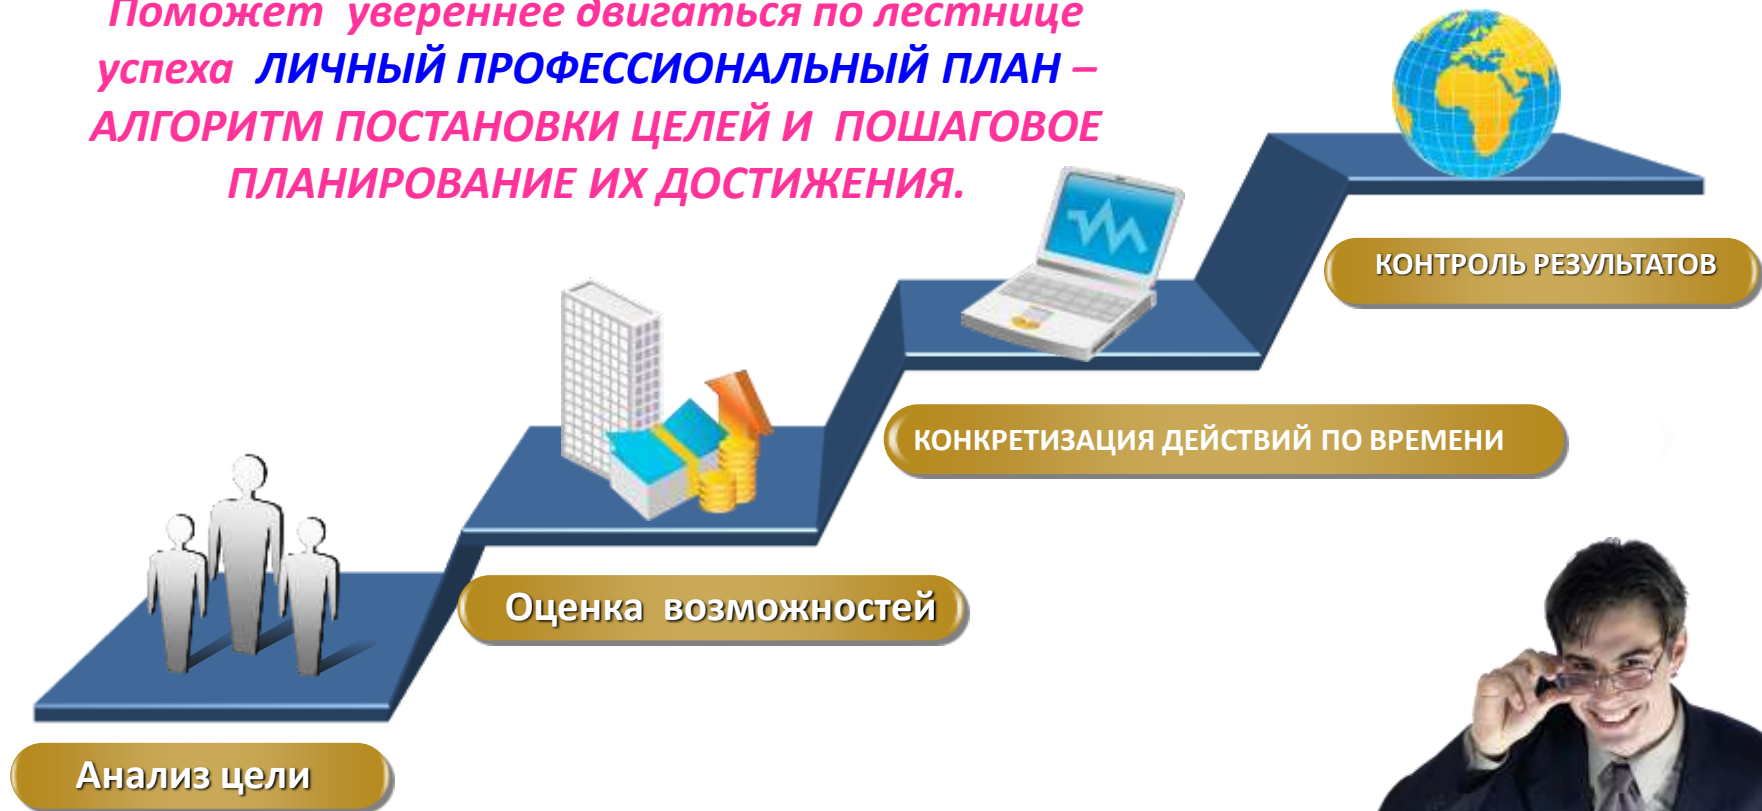 Поможет увереннее двигаться по лестнице
успеха ЛИЧНЫЙ ПРОФЕССИОНАЛЬНЫЙ ПЛАН –
АЛГОРИТМ ПОСТАНОВКИ ЦЕЛЕЙ И ПОШАГОВОЕ
ПЛАНИРОВАНИЕ ИХ ДОСТИЖЕНИЯ.
КОНТРОЛЬ РЕЗУЛЬТАТОВ
КОНКРЕТИЗАЦИЯ ДЕЙСТВИЙ ПО ВРЕМЕНИ
Оценка возможностей
Анализ цели